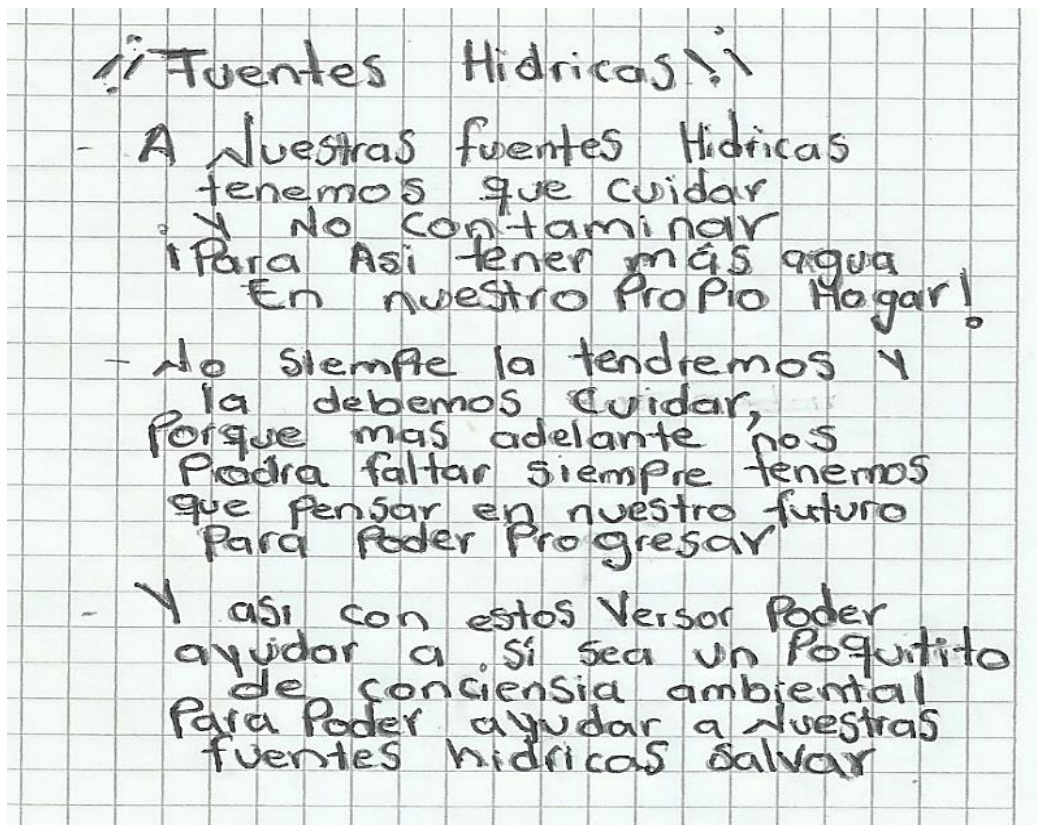 ¡¡Fuentes Hidricas!!
- A Nuestras fuentes Hidricas
tenemos que cuidar
Y No contaminar
¡Para Asi tener más agua
En nuestro Propio Hogar!
- No siempre la tendremos Y
la debemos cuidar,
Porque mas adelante nos
Podra faltar siempre tenemos
que Pensar en nuestro futuro
Para Poder Progresar
- Y asi con estos Versor Poder
ayudar a. si sea un Poquitito
de conciensia ambiental
Para Poder ayudar a Nuestras
fuentes hidricas salvar